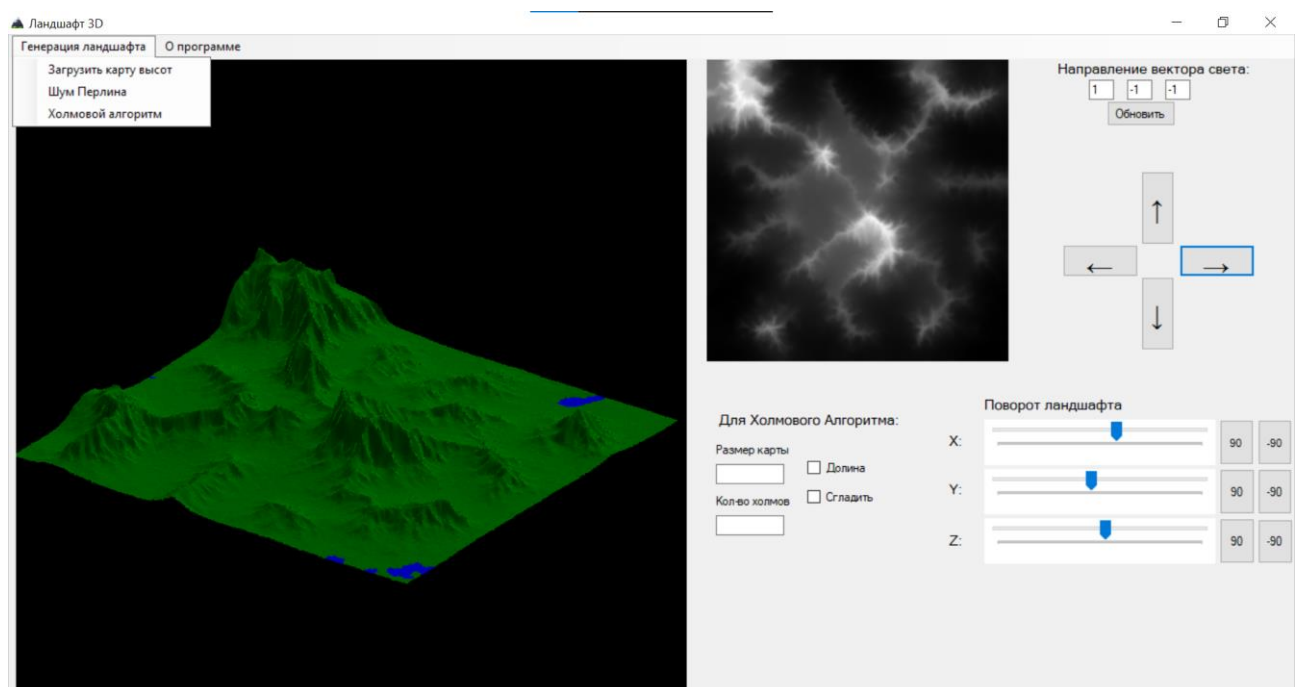 Ландшафт 3D
Генерация ландшафта О программе
Загрузить карту высот
Шум Перлина
Холмовой алгоритм
Направление вектора света:
1 -1 -1
Обновить
↑
← →
↓
Для Холмового Алгоритма:
Размер карты
Долина
Кол-во холмов
Сгладить
Поворот ландшафта
X: 90 -90
Y: 90 -90
Z: 90 -90